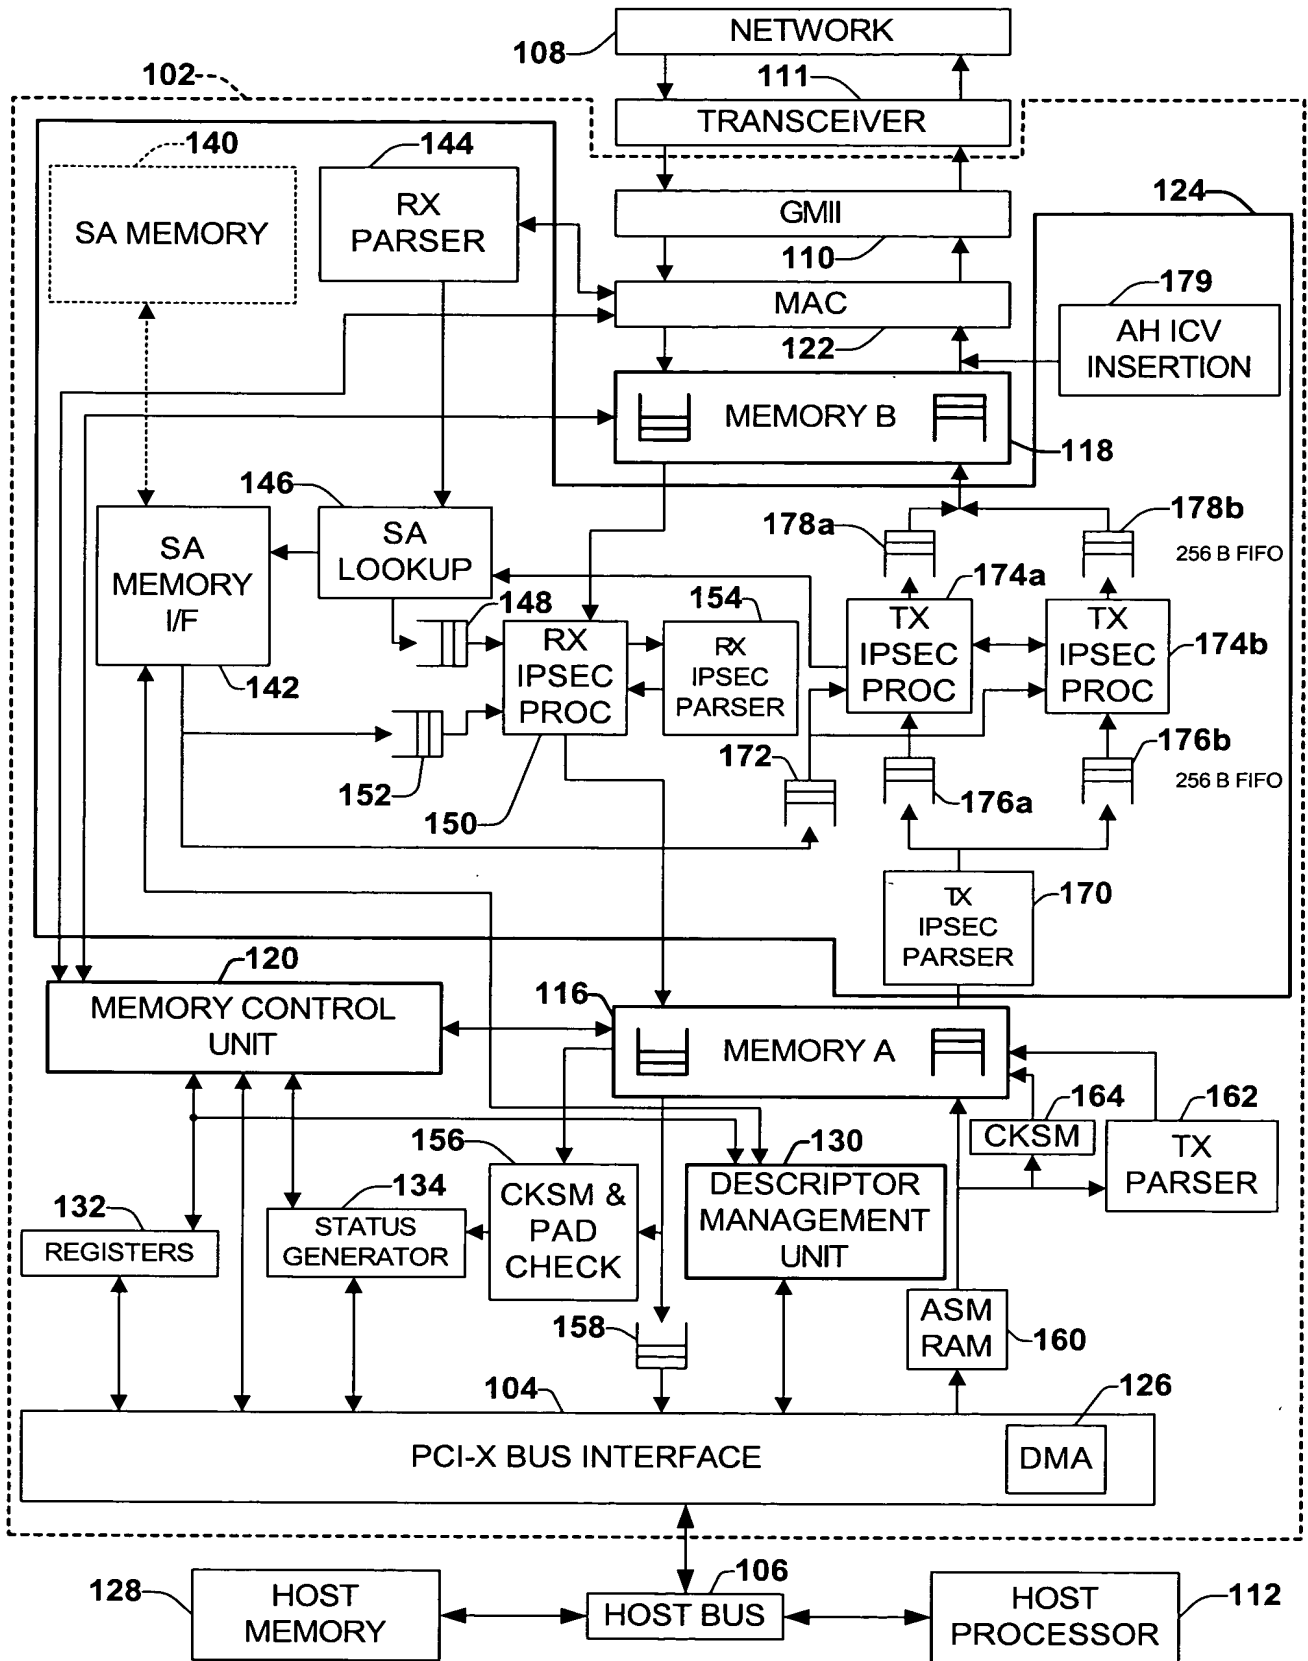 NETWORK
108
102
111
TRANSCEIVER
140
144
124
SA MEMORY
RX
PARSER
GMII
110
179
MAC
122
AH ICV
INSERTION
MEMORY B
118
146
178a
178b
SA
MEMORY
I/F
SA
LOOKUP
256 B FIFO
148
154
174a
RX
IPSEC
PROC
RX
IPSEC
PARSER
TX
IPSEC
PROC
TX
IPSEC
PROC
174b
142
172
176b
152
150
176a
256 B FIFO
TX
IPSEC
PARSER
170
120
116
MEMORY CONTROL
UNIT
MEMORY A
164
162
156
130
CKSM
TX
PARSER
132
134
CKSM &
PAD
CHECK
DESCRIPTOR
MANAGEMENT
UNIT
REGISTERS
STATUS
GENERATOR
158
ASM
RAM
160
104
126
PCI-X BUS INTERFACE
DMA
106
128
HOST
MEMORY
HOST BUS
HOST
PROCESSOR
112